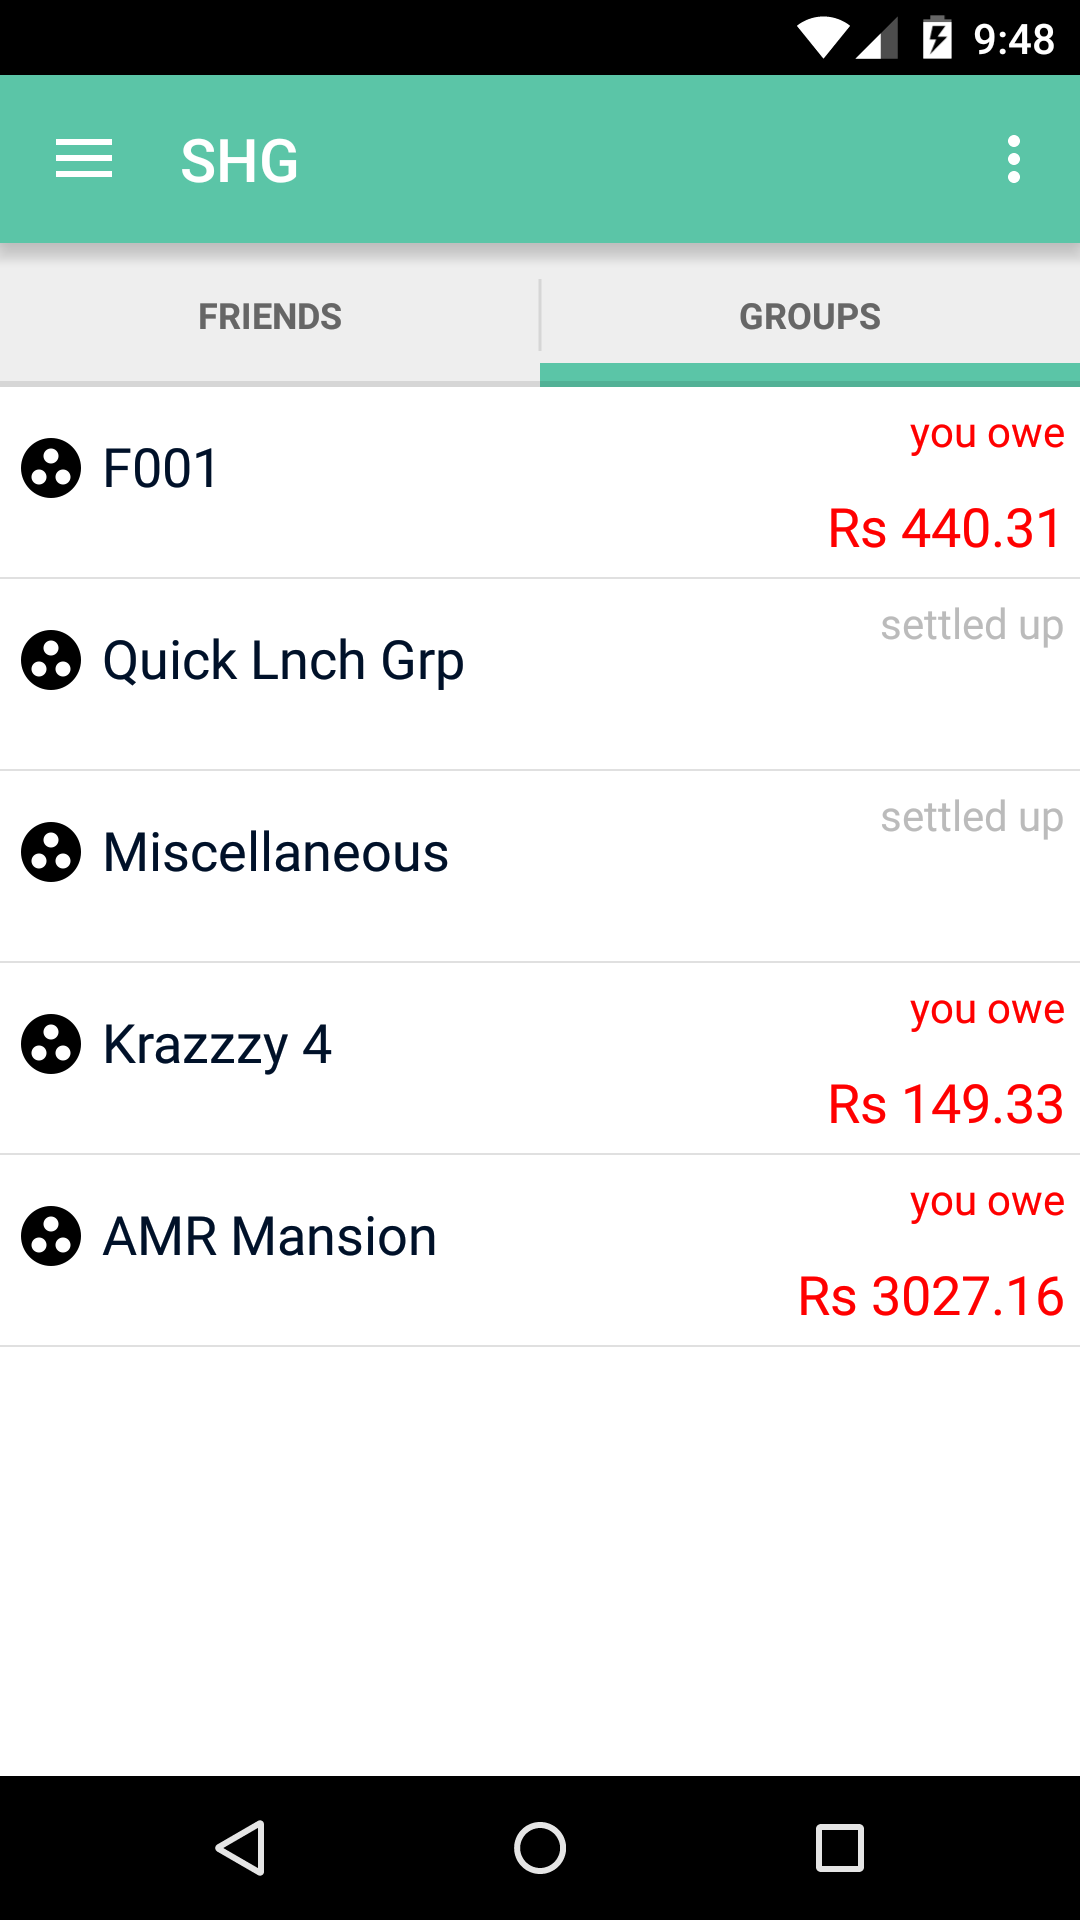 9:48
SHG
FRIENDS
GROUPS
F001
you owe
Rs 440.31
Quick Lnch Grp
settled up
Miscellaneous
settled up
Krazzzy 4
you owe
Rs 149.33
AMR Mansion
you owe
Rs 3027.16